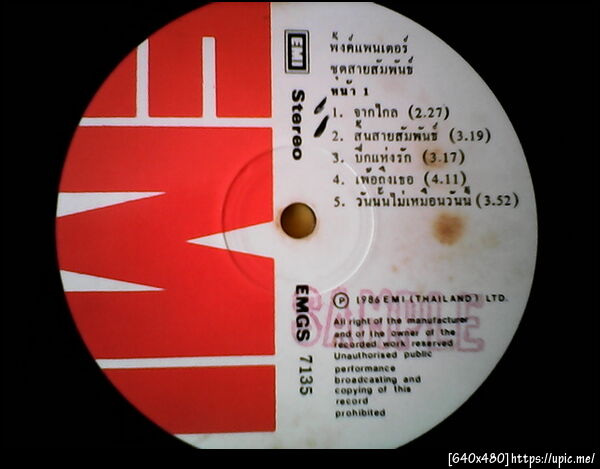 EMI
EMI
Stereo
พิ้งค์แพนเตอร์
ชุดสายสัมพันธ์
หน้า 1
1. จากไกล (2.27)
2. สิ้นสายสัมพันธ์ (3.19)
3. บึกแห่งรัก (3.17)
4. เพ้อถึงเธอ (4.11)
5. วันนั้นไม่เหมือนวันนี้ (3.52)
EMGS 7135
SAMPLE
Ⓟ 1986 EMI (THAILAND) LTD.
All right of the manufacturer
and of the owner of the
recorded work reserved
Unauthorised public
performance
broadcasting and
copying of this
record
prohibited
[640x480]https://upic.me/